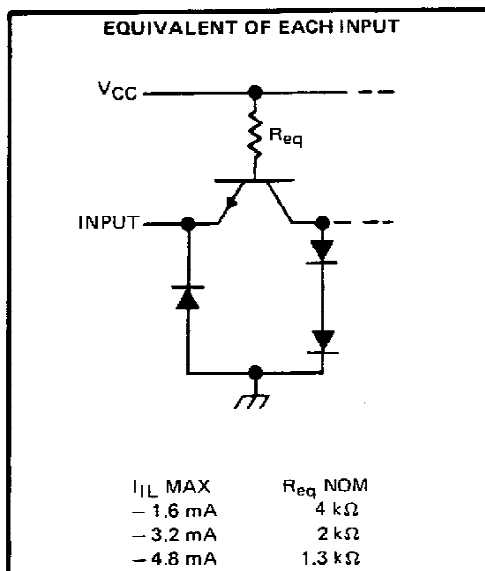 EQUIVALENT OF EACH INPUT
VCC
Req
INPUT
IIL MAX Req NOM
– 1.6 mA 4 kΩ
– 3.2 mA 2 kΩ
– 4.8 mA 1.3 kΩ